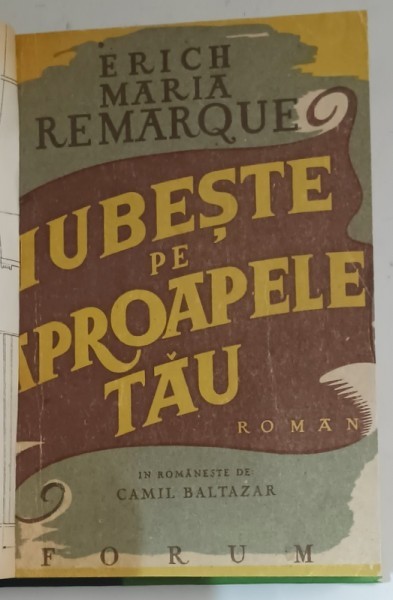 ERICH
MARIA
REMARQUE
IUBEȘTE
PE
APROAPELE
TĂU
ROMAN
IN ROMÂNEȘTE DE
CAMIL BALTAZAR
FORUM